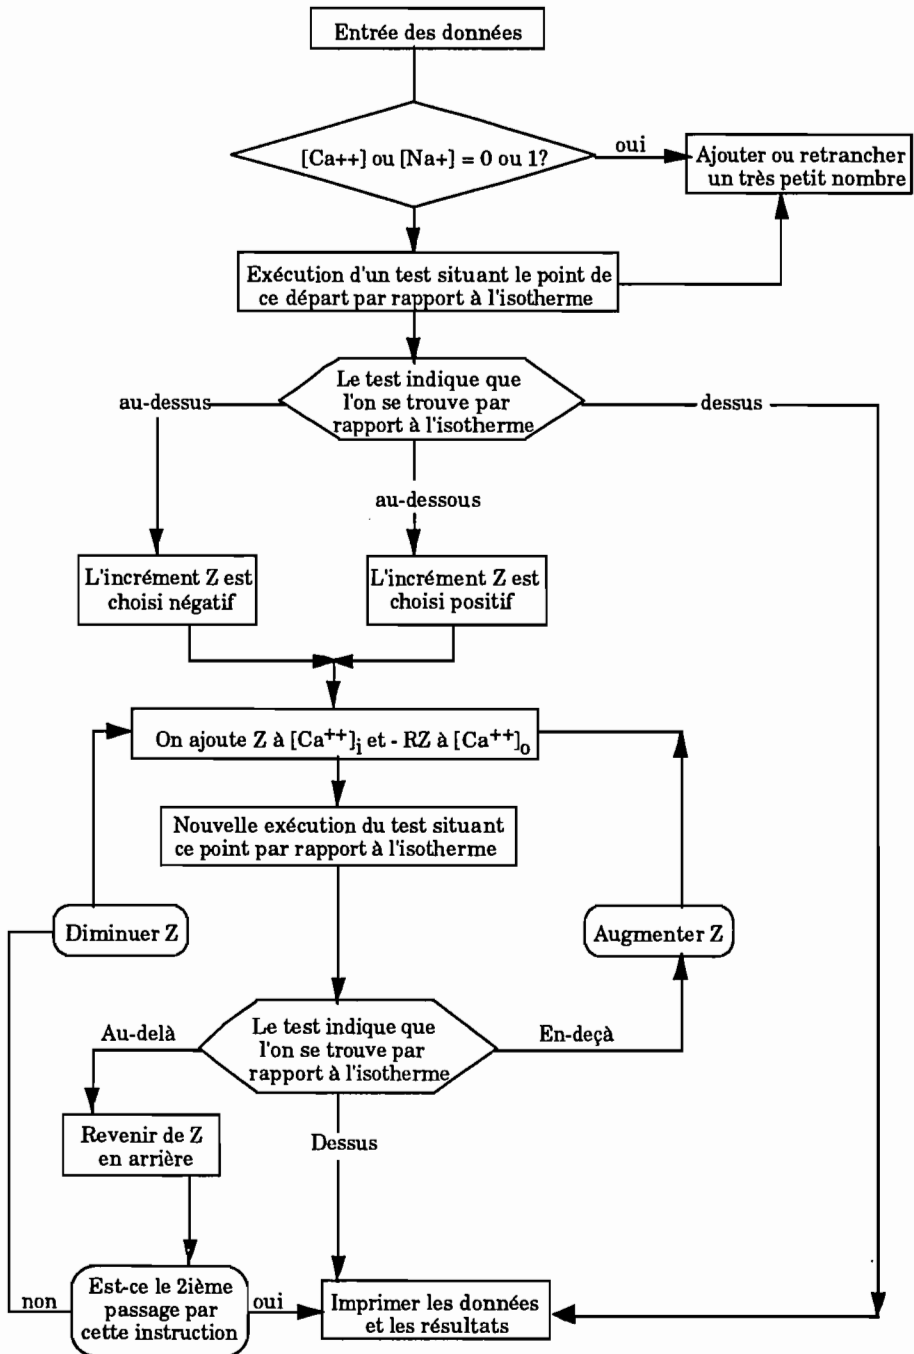 Entrée des données
[Ca++] ou [Na+] = 0 ou 1?
oui
Ajouter ou retrancher
un très petit nombre
Exécution d'un test situant le point de
ce départ par rapport à l'isotherme
Le test indique que
l'on se trouve par
rapport à l'isotherme
au-dessus
dessus
au-dessous
L'incrément Z est
choisi négatif
L'incrément Z est
choisi positif
On ajoute Z à [Ca++]i et - RZ à [Ca++]o
Nouvelle exécution du test situant
ce point par rapport à l'isotherme
Diminuer Z
Augmenter Z
Le test indique que
l'on se trouve par
rapport à l'isotherme
Au-delà
En-deçà
Revenir de Z
en arrière
Dessus
non
Est-ce le 2ième
passage par
cette instruction
oui
Imprimer les données
et les résultats